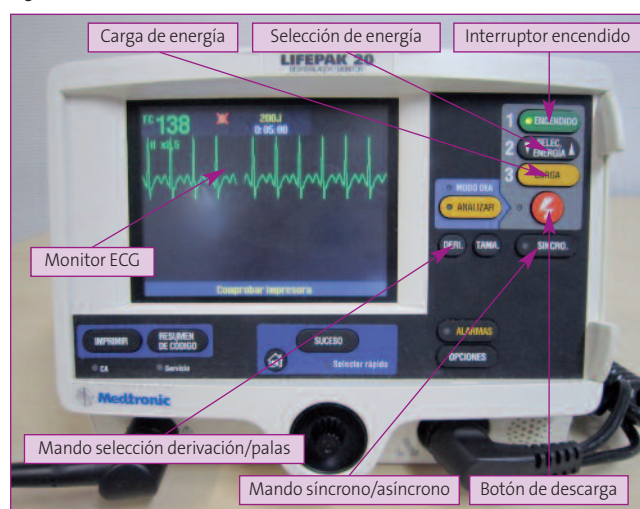 Carga de energía
Selección de energía
Interruptor encendido
LIFEPAK 20
DEFIBRILLATOR / MONITOR
FC 138
200J
0:05:00
II x2,5
1 ENCENDIDO
2 SELEC. ENERGÍA
3 CARGA
MODO DEA
ANALIZAR
Monitor ECG
DERI.
TAMA.
SINCRO.
Comprobar impresora
IMPRIMIR
RESUMEN
DE CÓDIGO
SUCESO
ALARMAS
OPCIONES
CA
Servicio
Selector rápido
Medtronic
Mando selección derivación/palas
Mando síncrono/asíncrono
Botón de descarga